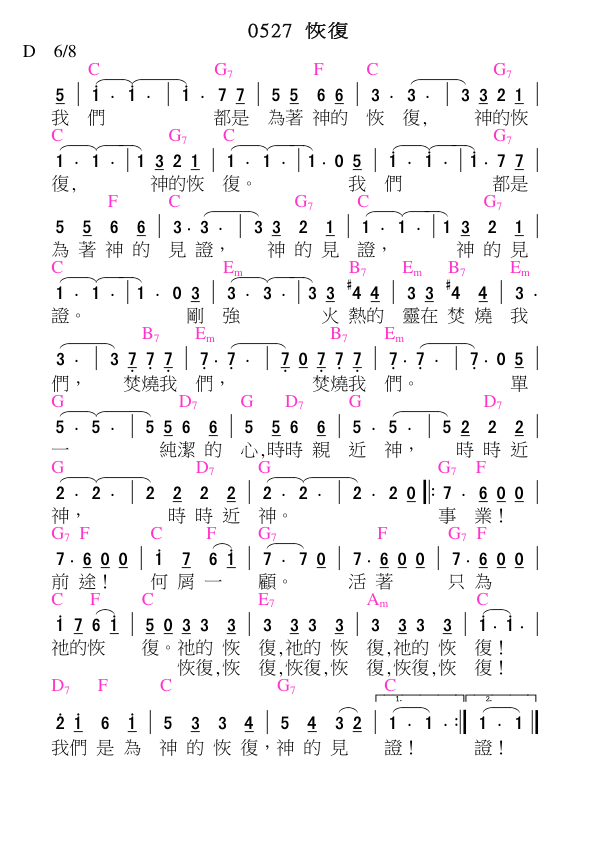 0527 恢復
D 6/8
C G7 F C G7
5 | 1 . 1 . | 1 . 7 7 | 5 5 6 6 | 3 . 3 . | 3 3 2 1 |
我 們 都是 為著 神的 恢 復, 神的恢
C G7 C G7
1 . 1 . | 1 3 2 1 | 1 . 1 . | 1 . 0 5 | 1 . 1 . | 1 . 7 7 |
復, 神的恢 復。 我 們 都是
F C G7 C G7
5 5 6 6 | 3 . 3 . | 3 3 2 1 | 1 . 1 . | 1 3 2 1 |
為 著 神 的 見 證, 神 的 見 證, 神 的 見
C Em B7 Em B7 Em
1 . 1 . | 1 . 0 3 | 3 . 3 . | 3 3 #4 4 | 3 3 #4 4 | 3 .
證。 剛 強 火 熱的 靈在 焚 燒 我
B7 Em B7 Em
3 . | 3 7 7 7 | 7 . 7 . | 7 0 7 7 7 | 7 . 7 . | 7 . 0 5 |
們, 焚燒我 們, 焚燒我 們。 單
G D7 G D7 G D7
5 . 5 . | 5 5 6 6 | 5 5 6 6 | 5 . 5 . | 5 2 2 2 |
一 純潔 的 心,時時 親 近 神, 時 時 近
G D7 G G7 F
2 . 2 . | 2 2 2 2 | 2 . 2 . | 2 . 2 0 |: 7 . 6 0 0 |
神, 時 時 近 神。 事 業!
G7 F C F G7 F G7 F
7 . 6 0 0 | 1 7 6 1 | 7 . 7 0 | 7 . 6 0 0 | 7 . 6 0 0 |
前 途! 何 屑 一 顧。 活 著 只 為
C F C E7 Am C
1 7 6 1 | 5 0 3 3 3 | 3 3 3 3 | 3 3 3 3 | 1 . 1 . |
祂的恢 復。祂的 恢 復,祂的 恢 復,祂的 恢 復!
恢復,恢 復,恢復,恢 復,恢復,恢 復!
D7 F C G7 C
1. 2.
2 1 6 1 | 5 3 3 4 | 5 4 3 2 | 1 . 1 . :| 1 . 1 ‖
我們 是 為 神 的 恢 復,神 的 見 證! 證!